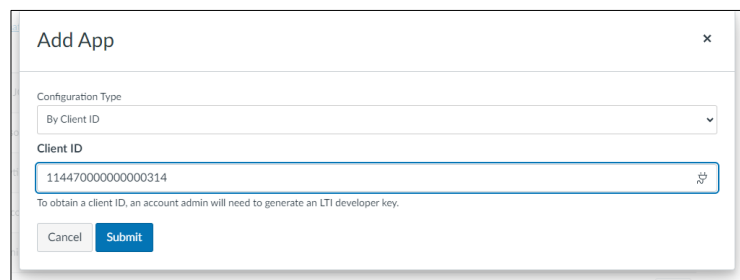 Add App
×
Configuration Type
By Client ID
Client ID
114470000000000314
To obtain a client ID, an account admin will need to generate an LTI developer key.
Cancel Submit